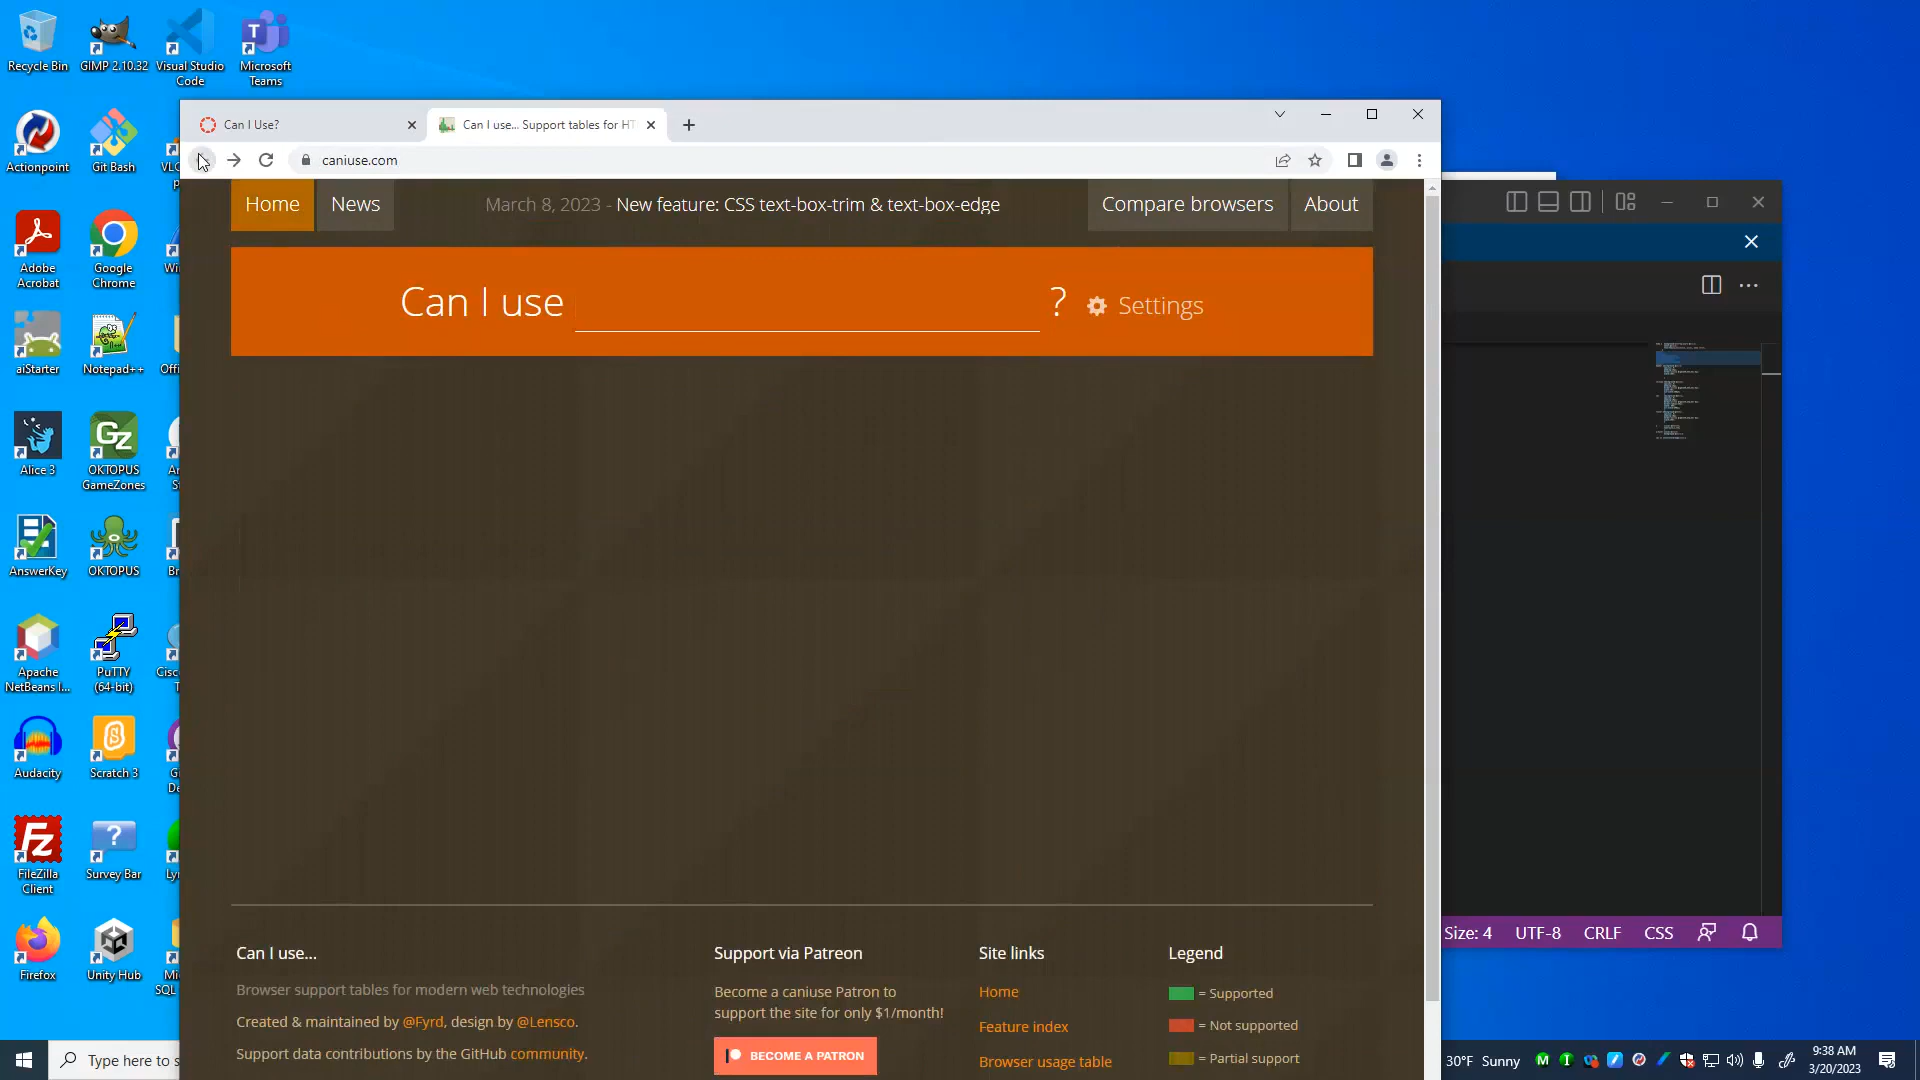 Recycle Bin
GIMP 2.10.32
Visual Studio
Code
Microsoft
Teams
Actionpoint
Git Bash
VLC
Adobe
Acrobat
Google
Chrome
aiStarter
Notepad++
Alice 3
OKTOPUS
GameZones
AnswerKey
OKTOPUS
Apache
NetBeans I...
PuTTY
(64-bit)
Audacity
Scratch 3
FileZilla
Client
Survey Bar
Firefox
Unity Hub
SQL
Can I Use?
Can I use... Support tables for HT
caniuse.com
Home
News
March 8, 2023 - New feature: CSS text-box-trim & text-box-edge
Compare browsers
About
Can I use
?
Settings
Can I use...
Browser support tables for modern web technologies
Created & maintained by @Fyrd, design by @Lensco.
Support data contributions by the GitHub community.
Support via Patreon
Become a caniuse Patron to
support the site for only $1/month!
BECOME A PATRON
Site links
Home
Feature index
Browser usage table
Legend
= Supported
= Not supported
= Partial support
Size: 4
UTF-8
CRLF
CSS
Type here to s
30°F Sunny
9:38 AM
3/20/2023